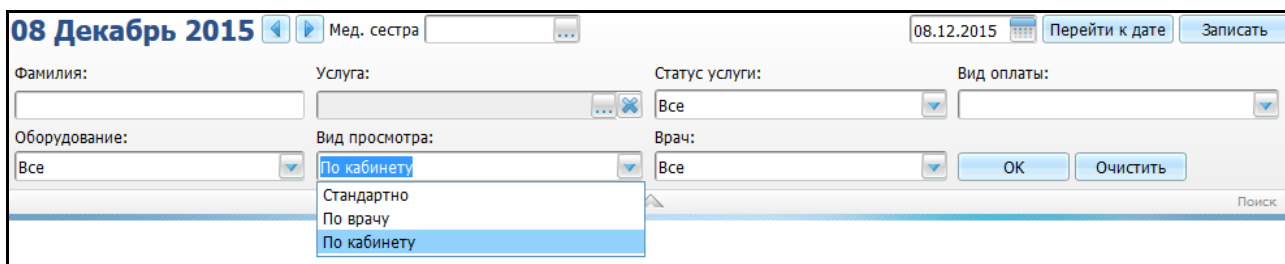 08 Декабрь 2015 Мед. сестра ... 08.12.2015 Перейти к дате Записать
Фамилия: Услуга: Статус услуги: Вид оплаты:
... Все
Оборудование: Вид просмотра: Врач:
Все По кабинету Все ОК Очистить
Стандартно
Поиск
По врачу
По кабинету